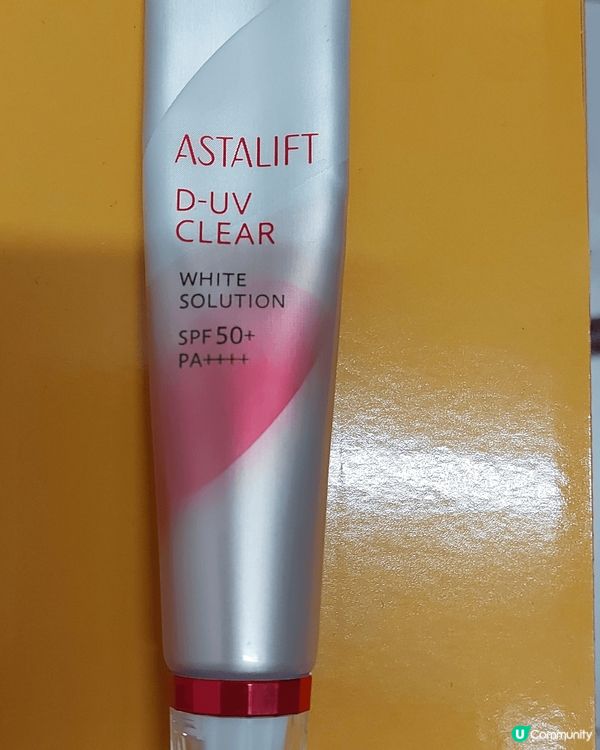 ASTALIFT
D-UV
CLEAR
WHITE
SOLUTION
SPF 50+
PA++++
U Community